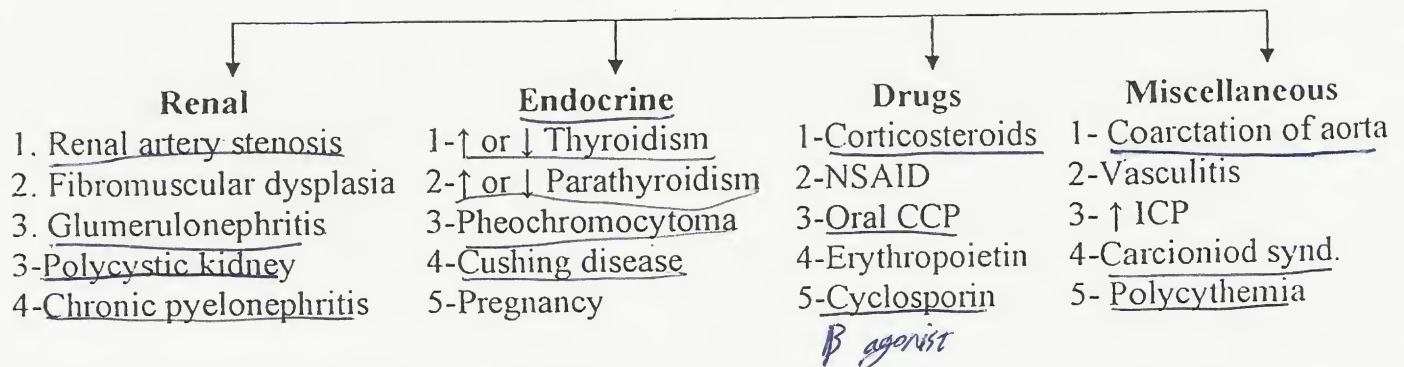 Renal
1. Renal artery stenosis
2. Fibromuscular dysplasia
3. Glumerulonephritis
3-Polycystic kidney
4-Chronic pyelonephritis
Endocrine
1-↑ or ↓ Thyroidism
2-↑ or ↓ Parathyroidism
3-Pheochromocytoma
4-Cushing disease
5-Pregnancy
Drugs
1-Corticosteroids
2-NSAID
3-Oral CCP
4-Erythropoietin
5-Cyclosporin
β agonist
Miscellaneous
1- Coarctation of aorta
2-Vasculitis
3- ↑ ICP
4-Carcioniod synd.
5- Polycythemia